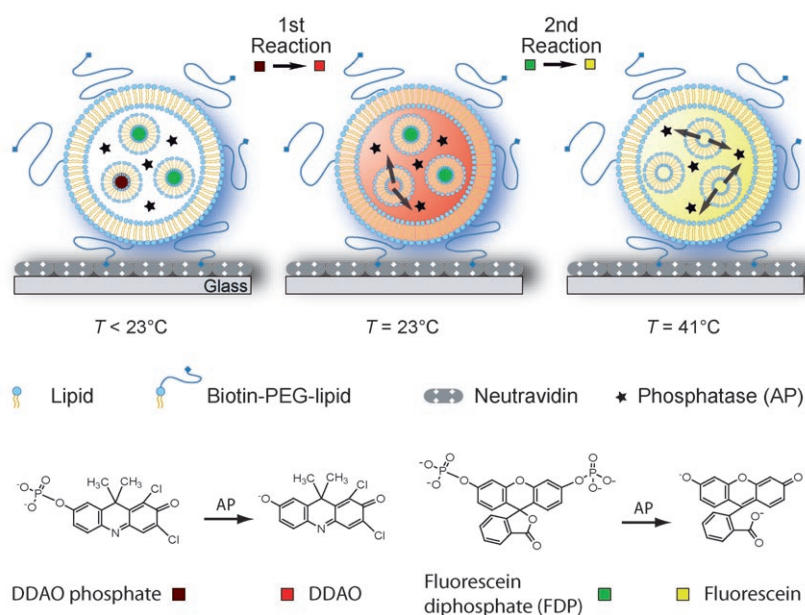 1st
Reaction
2nd
Reaction
Glass
T < 23°C
T = 23°C
T = 41°C
Lipid
Biotin-PEG-lipid
Neutravidin
Phosphatase (AP)
-O
O
P
O-
O
H₃C
CH₃
Cl
O
N
Cl
AP
-O
H₃C
CH₃
Cl
O
N
Cl
-O
O
P
O-
O
O
O
O
P
O-
O-
O
O
AP
-O
O
O
O-
O
DDAO phosphate
DDAO
Fluorescein
diphosphate (FDP)
Fluorescein